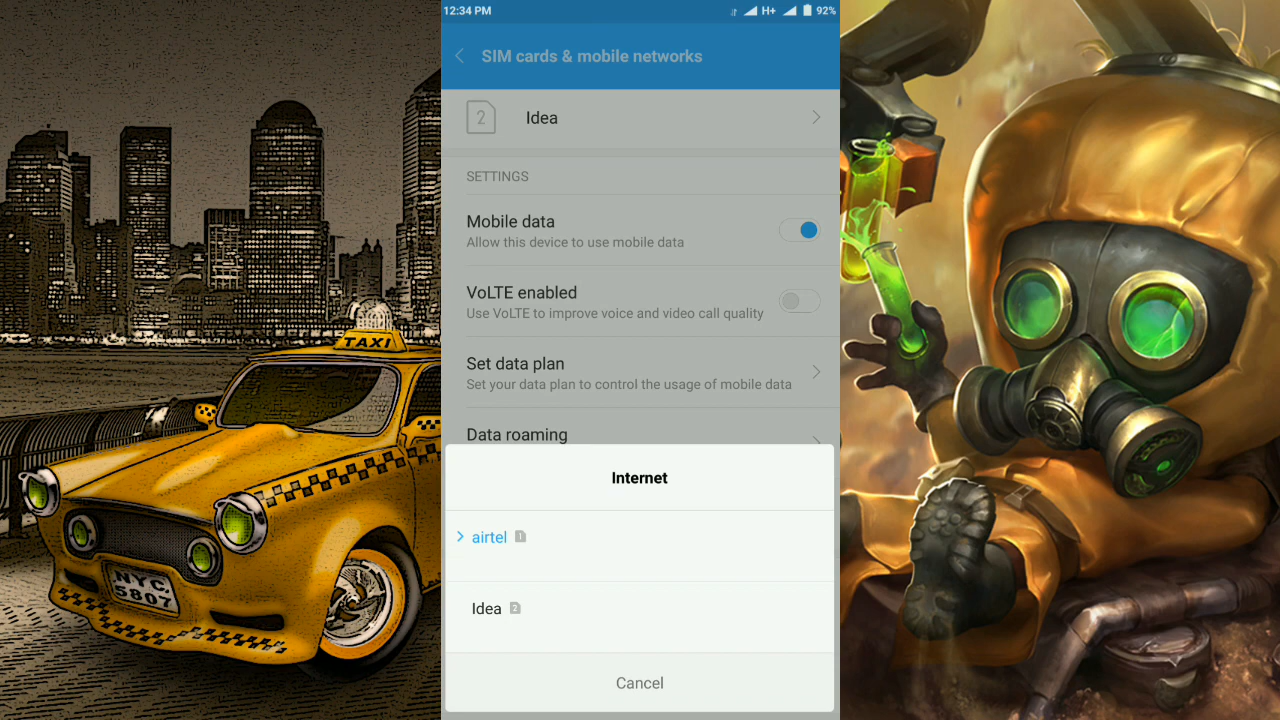 12:34 PM
H+ 92%
SIM cards & mobile networks
2 Idea
SETTINGS
Mobile data
Allow this device to use mobile data
VoLTE enabled
Use VoLTE to improve voice and video call quality
Set data plan
Set your data plan to control the usage of mobile data
Data roaming
Internet
airtel 1
Idea 2
Cancel
TAXI
NYC.
5807